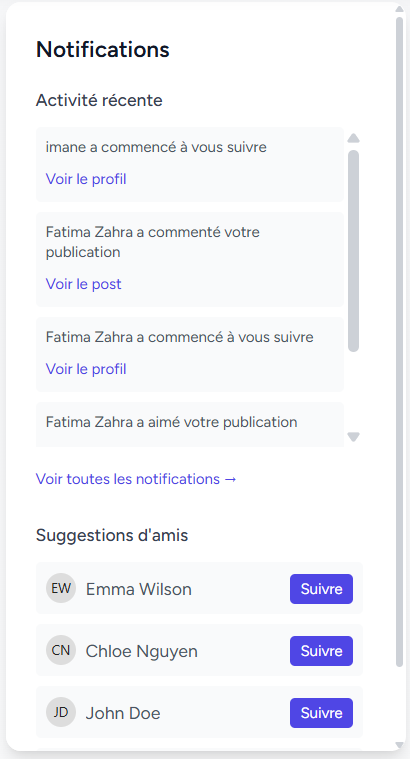 Notifications
Activité récente
imane a commencé à vous suivre
Voir le profil
Fatima Zahra a commenté votre
publication
Voir le post
Fatima Zahra a commencé à vous suivre
Voir le profil
Fatima Zahra a aimé votre publication
Voir toutes les notifications →
Suggestions d'amis
EW Emma Wilson Suivre
CN Chloe Nguyen Suivre
JD John Doe Suivre